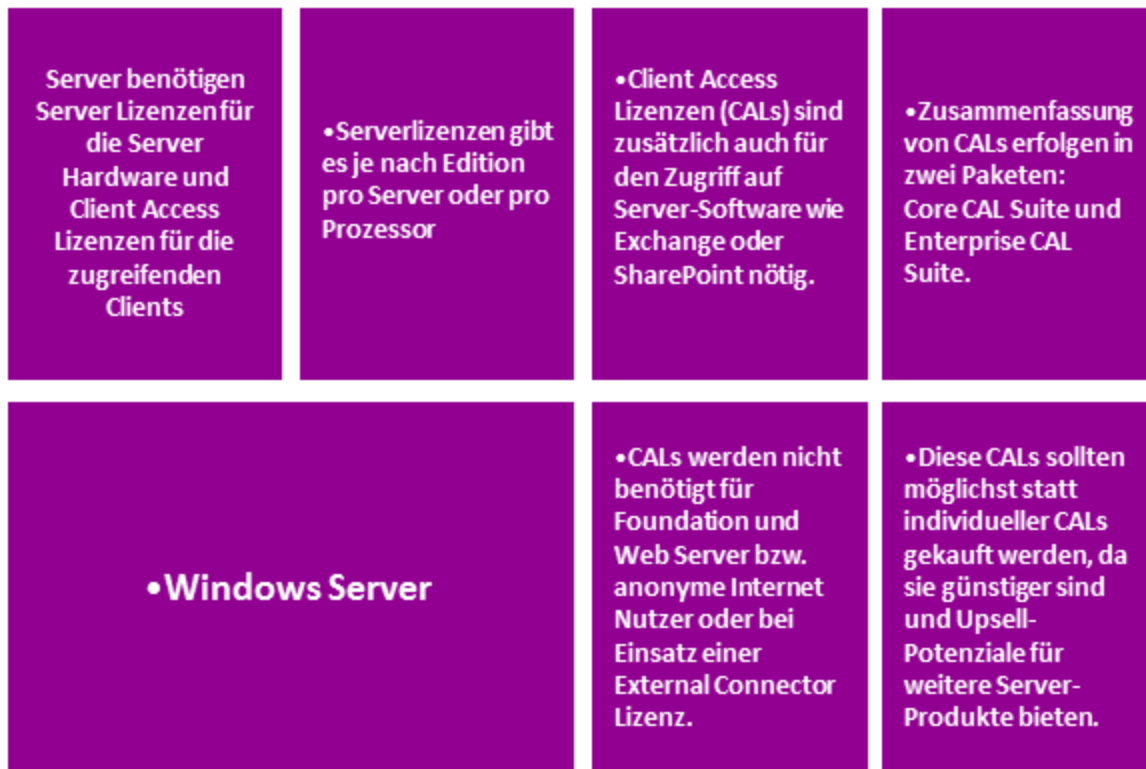 Server benötigen
Server Lizenzen für
die Server
Hardware und
Client Access
Lizenzen für die
zugreifenden
Clients
•Serverlizenzen gibt
es je nach Edition
pro Server oder pro
Prozessor
•Client Access
Lizenzen (CALs) sind
zusätzlich auch für
den Zugriff auf
Server-Software wie
Exchange oder
SharePoint nötig.
•Zusammenfassung
von CALs erfolgen in
zwei Paketen:
Core CAL Suite und
Enterprise CAL
Suite.
•Windows Server
•CALs werden nicht
benötigt für
Foundation und
Web Server bzw.
anonyme Internet
Nutzer oder bei
Einsatz einer
External Connector
Lizenz.
•Diese CALs sollten
möglichst statt
individueller CALs
gekauft werden, da
sie günstiger sind
und Upsell-
Potenziale für
weitere Server-
Produkte bieten.